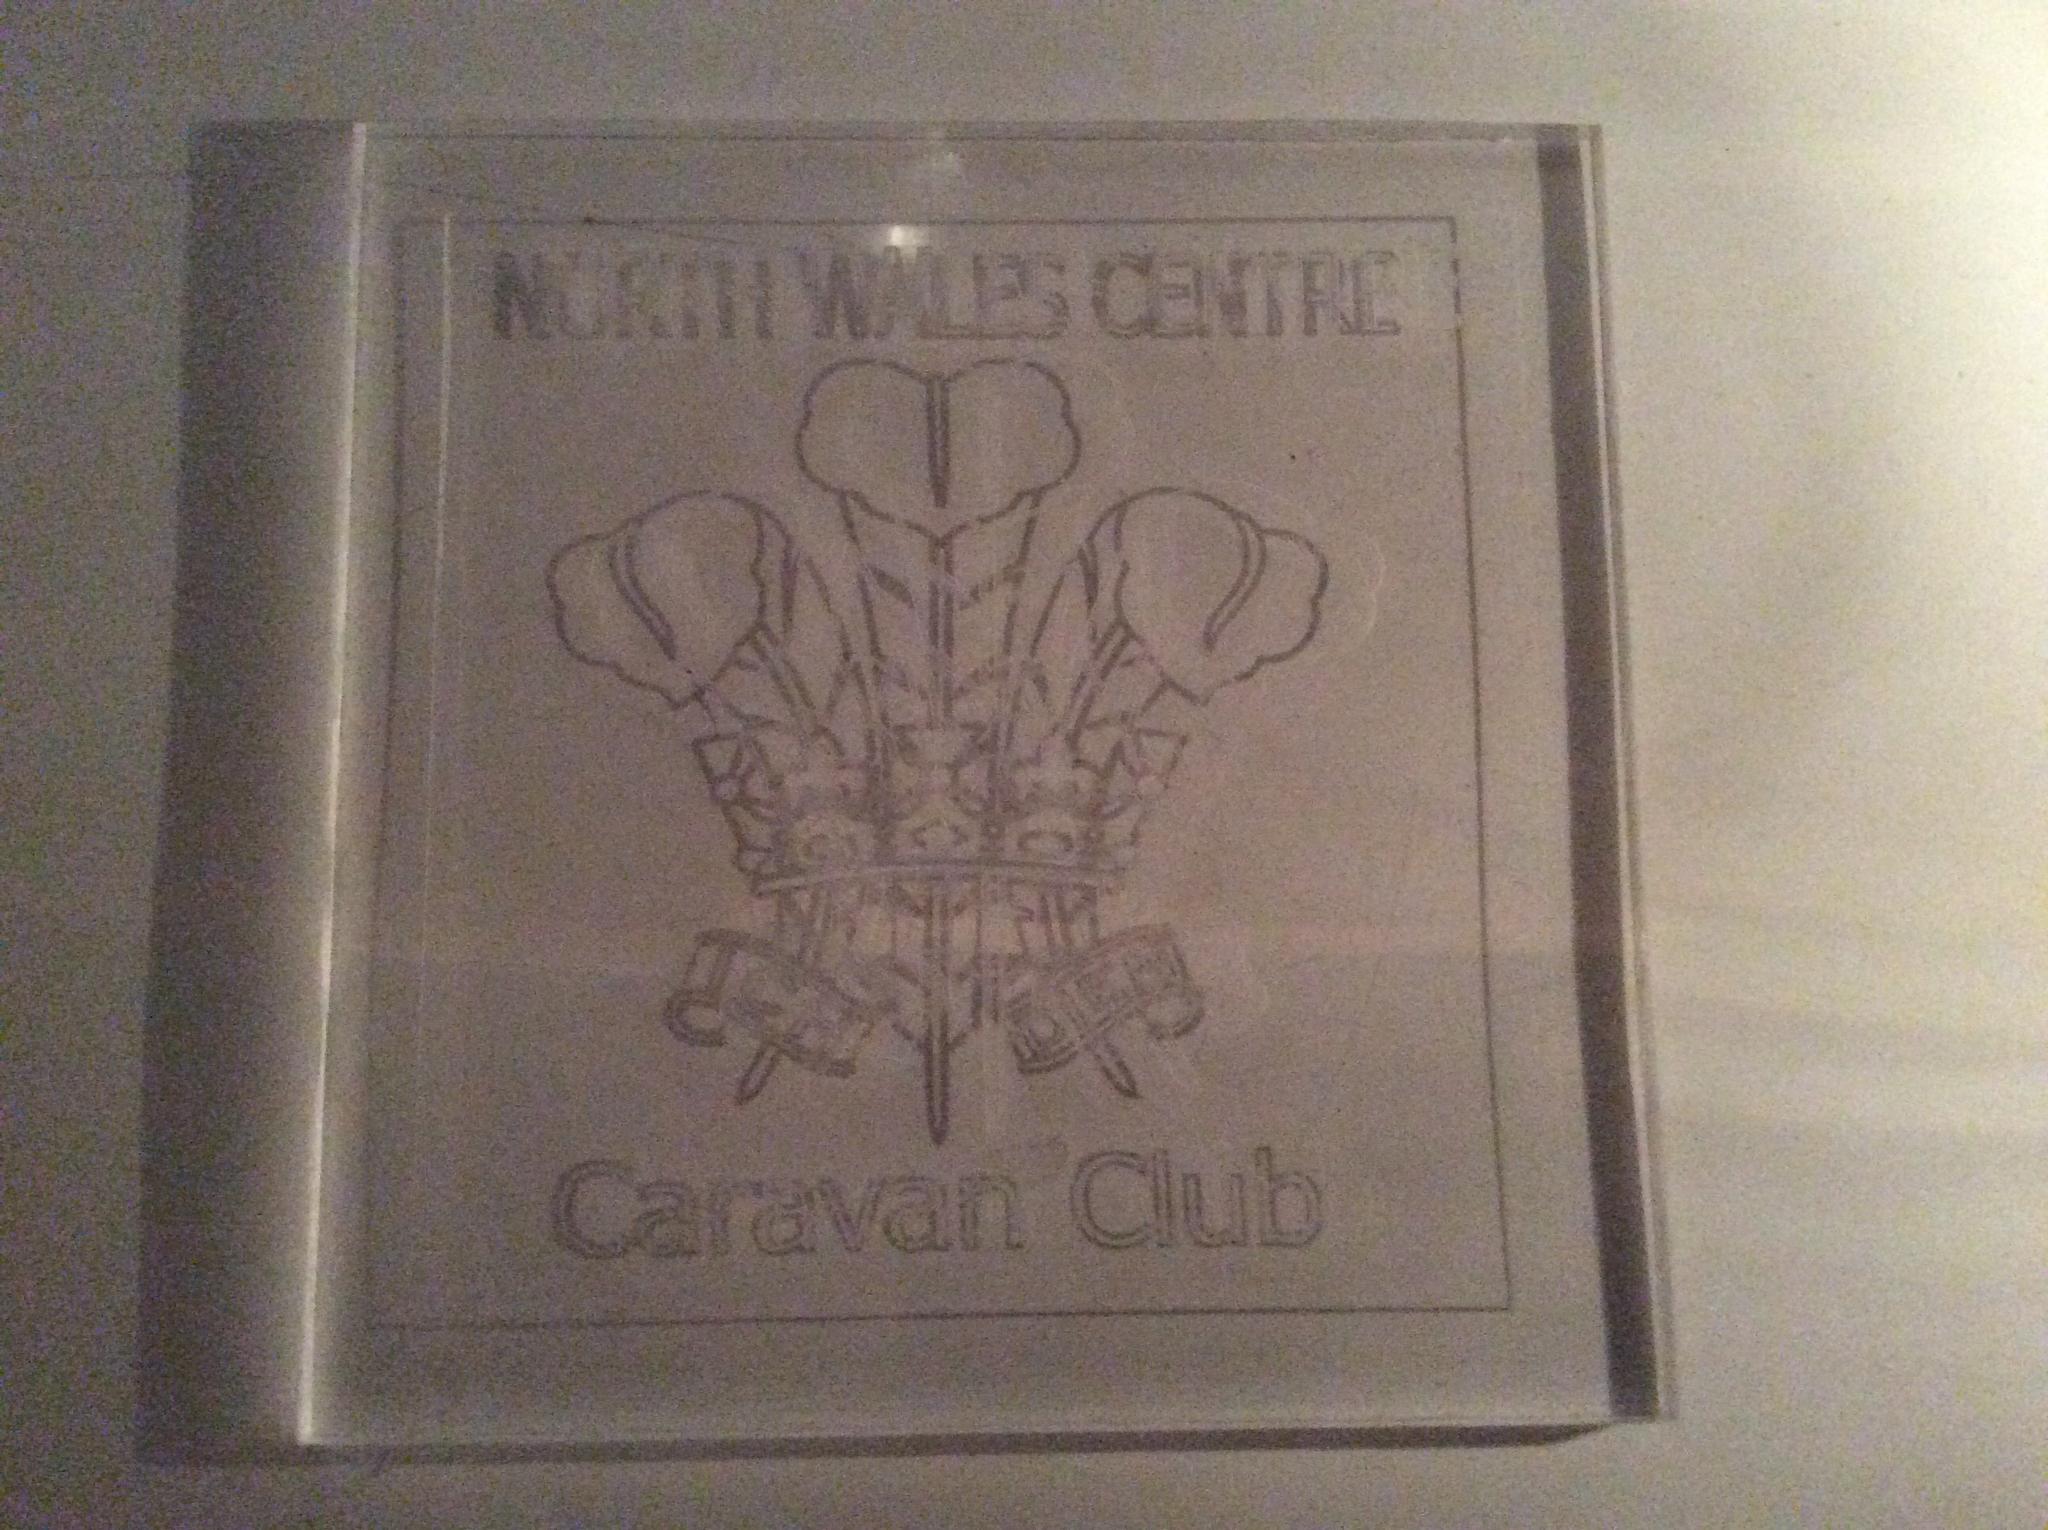 NORTH WALES CENTRE
Caravan Club